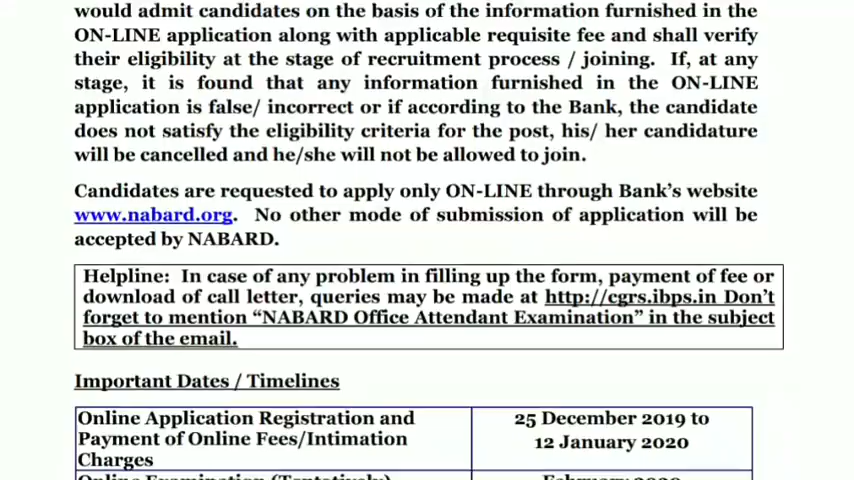 would admit candidates on the basis of the information furnished in the
ON-LINE application along with applicable requisite fee and shall verify
their eligibility at the stage of recruitment process / joining. If, at any
stage, it is found that any information furnished in the ON-LINE
application is false/ incorrect or if according to the Bank, the candidate
does not satisfy the eligibility criteria for the post, his/ her candidature
will be cancelled and he/she will not be allowed to join.
Candidates are requested to apply only ON-LINE through Bank's website
www.nabard.org. No other mode of submission of application will be
accepted by NABARD.
Helpline: In case of any problem in filling up the form, payment of fee or
download of call letter, queries may be made at http://cgrs.ibps.in Don't
forget to mention "NABARD Office Attendant Examination" in the subject
box of the email.
Important Dates / Timelines
Online Application Registration and
Payment of Online Fees/Intimation
Charges
25 December 2019 to
12 January 2020
Online Examination (Tentatively)
February 2020